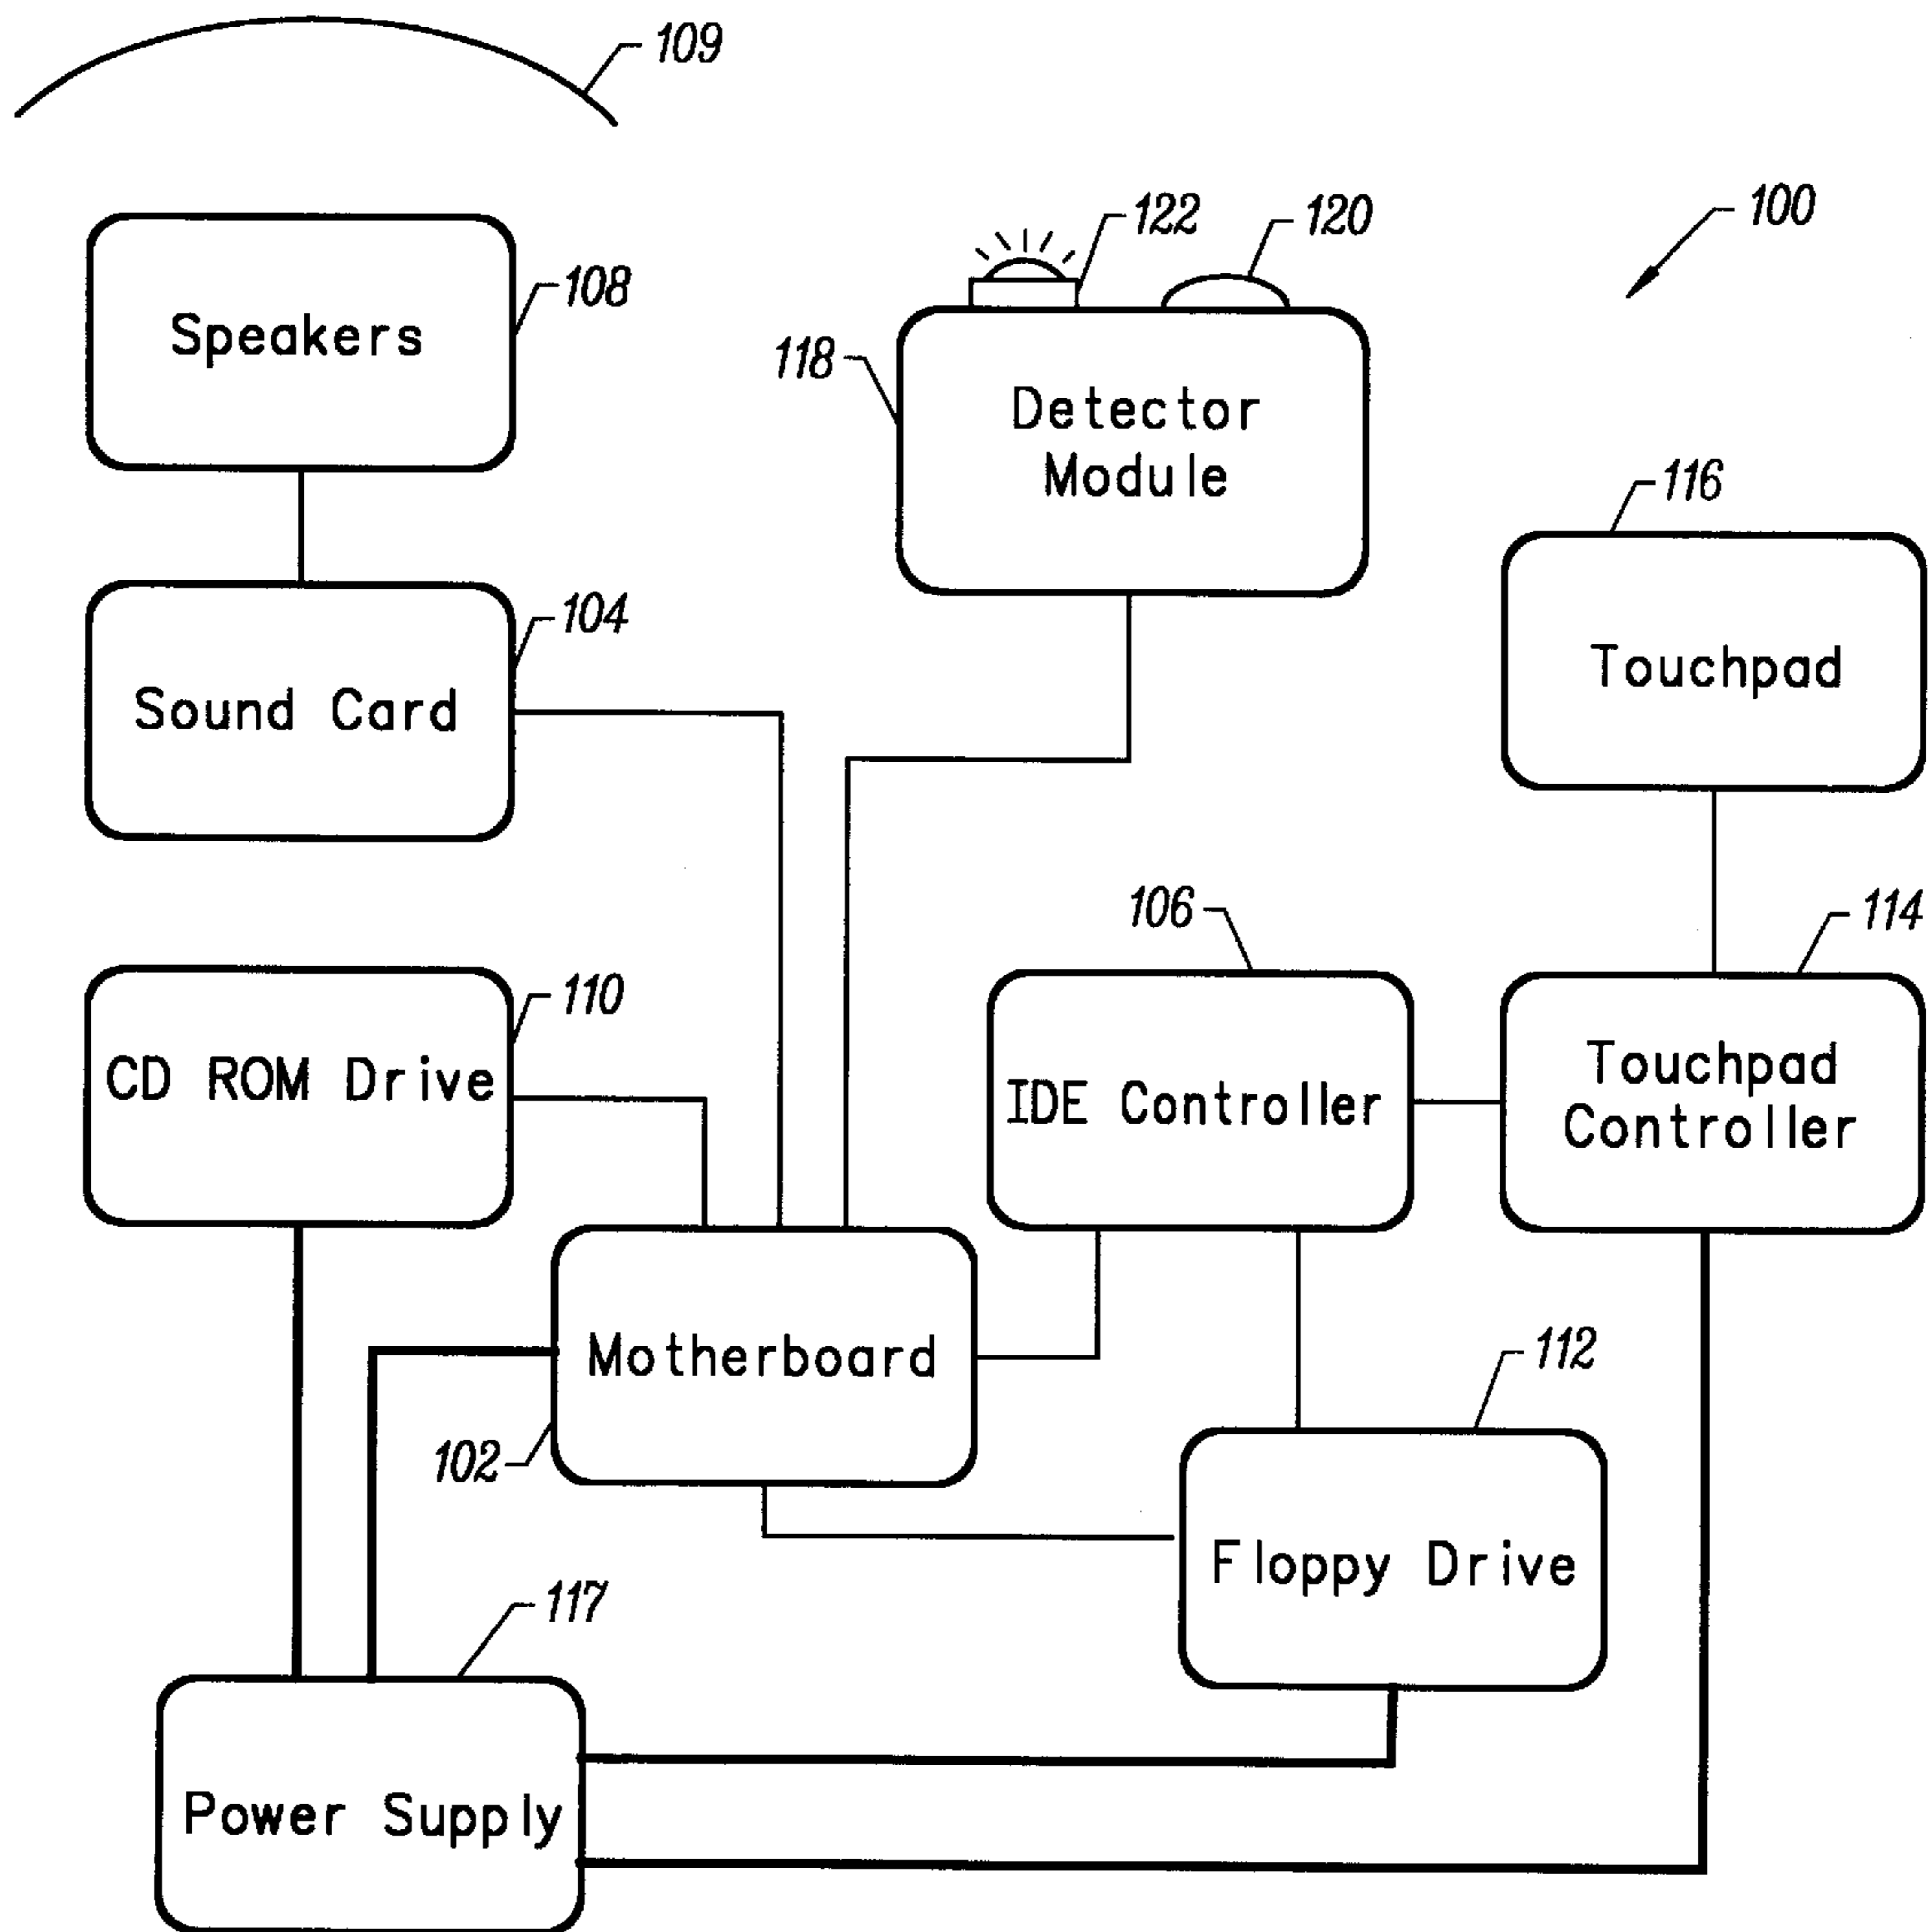 109
100
122
120
108
Speakers
118
Detector
Module
116
104
Touchpad
Sound Card
106
114
110
CD ROM Drive
Touchpad
Controller
IDE Controller
112
Motherboard
102
Floppy Drive
117
Power Supply